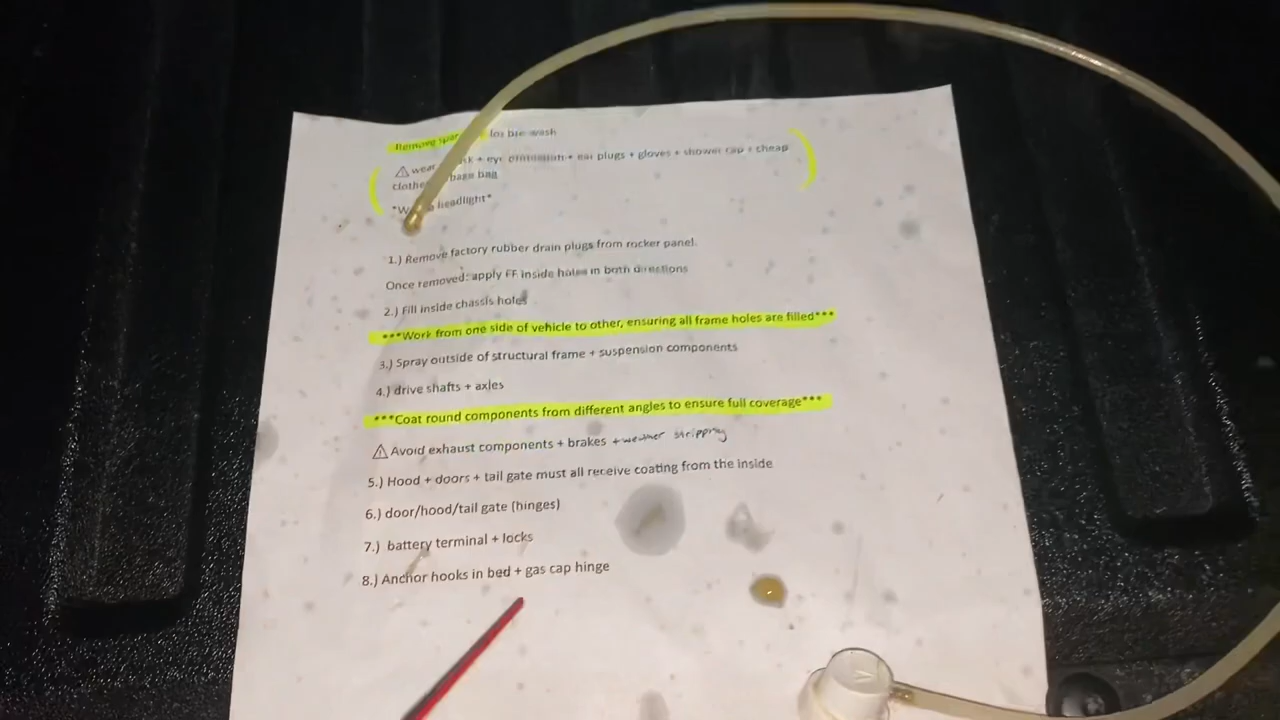 Remove spar for bre wash
⚠ wear sk + eye protection + ear plugs + gloves + shower cap + cheap
clothe bage bag
*W headlight*
1.) Remove factory rubber drain plugs from rocker panel.
Once removed: apply FF inside holes in both directions
2.) Fill inside chassis holes
***Work from one side of vehicle to other, ensuring all frame holes are filled***
3.) Spray outside of structural frame + suspension components
4.) drive shafts + axles
***Coat round components from different angles to ensure full coverage***
⚠ Avoid exhaust components + brakes + weather stripping
5.) Hood + doors + tail gate must all receive coating from the inside
6.) door/hood/tail gate (hinges)
7.) battery terminal + locks
8.) Anchor hooks in bed + gas cap hinge